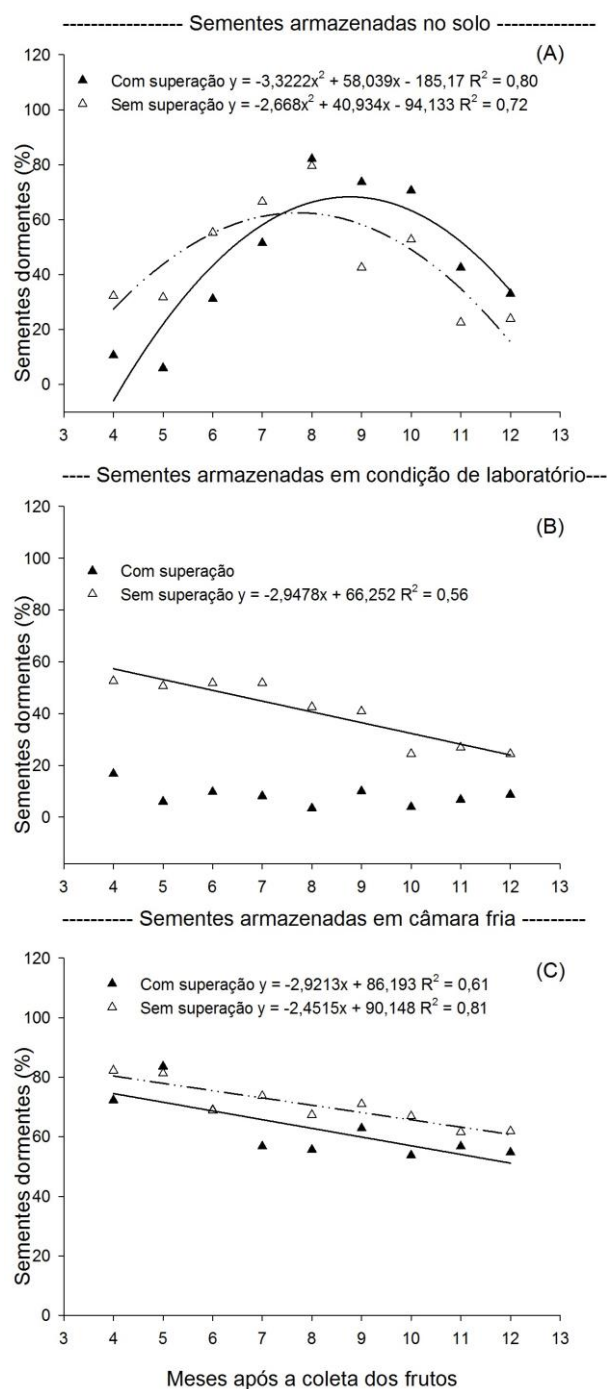 ---------- Sementes armazenadas no solo ----------
(A)
Com superação y = -3,3222x² + 58,039x - 185,17 R² = 0,80
Sem superação y = -2,668x² + 40,934x - 94,133 R² = 0,72
Sementes dormentes (%)
120
100
80
60
40
20
0
3 4 5 6 7 8 9 10 11 12 13
---- Sementes armazenadas em condição de laboratório---
(B)
Com superação
Sem superação y = -2,9478x + 66,252 R² = 0,56
Sementes dormentes (%)
120
100
80
60
40
20
0
3 4 5 6 7 8 9 10 11 12 13
---------- Sementes armazenadas em câmara fria ----------
(C)
Com superação y = -2,9213x + 86,193 R² = 0,61
Sem superação y = -2,4515x + 90,148 R² = 0,81
Sementes dormentes (%)
120
100
80
60
40
20
0
3 4 5 6 7 8 9 10 11 12 13
Meses após a coleta dos frutos